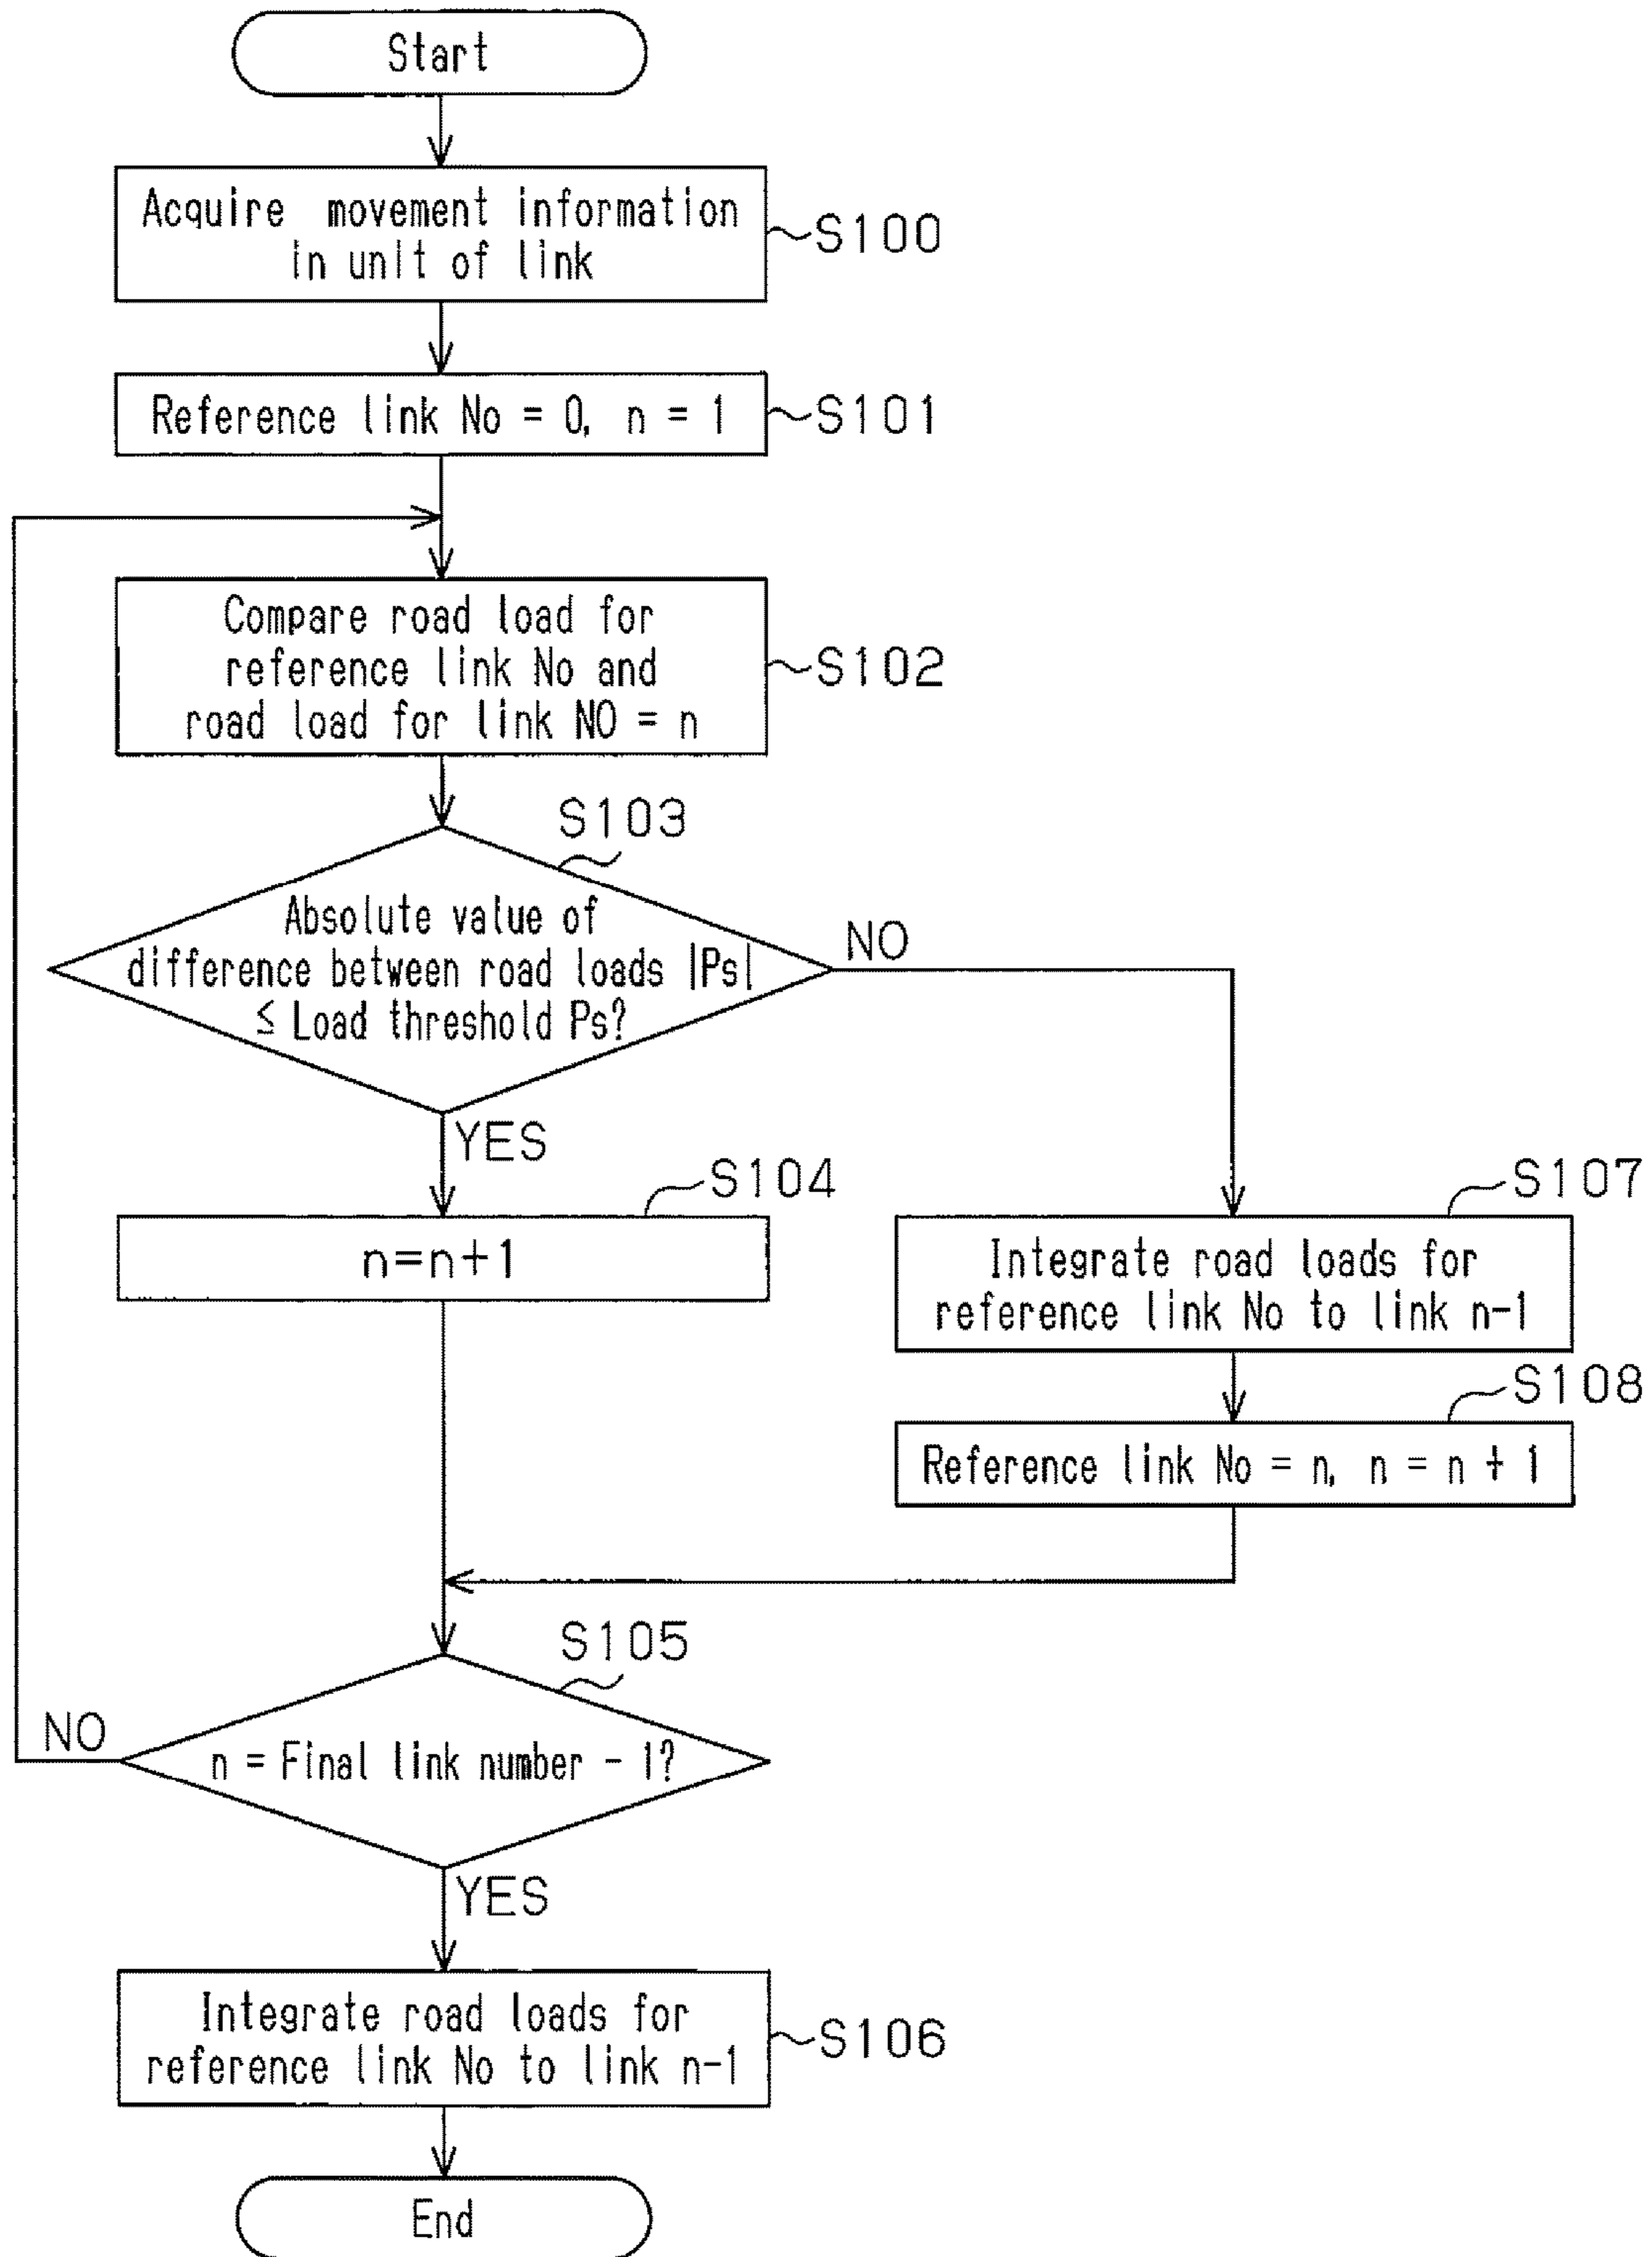 Start
Acquire movement information
in unit of link
S100
Reference link No = 0, n = 1
S101
Compare road load for
reference link No and
road load for link NO = n
S102
S103
Absolute value of
difference between road loads |Ps|
≤ Load threshold Ps?
NO
YES
S104
n=n+1
S107
Integrate road loads for
reference link No to link n-1
S108
Reference link No = n, n = n + 1
S105
n = Final link number - 1?
NO
YES
Integrate road loads for
reference link No to link n-1
S106
End